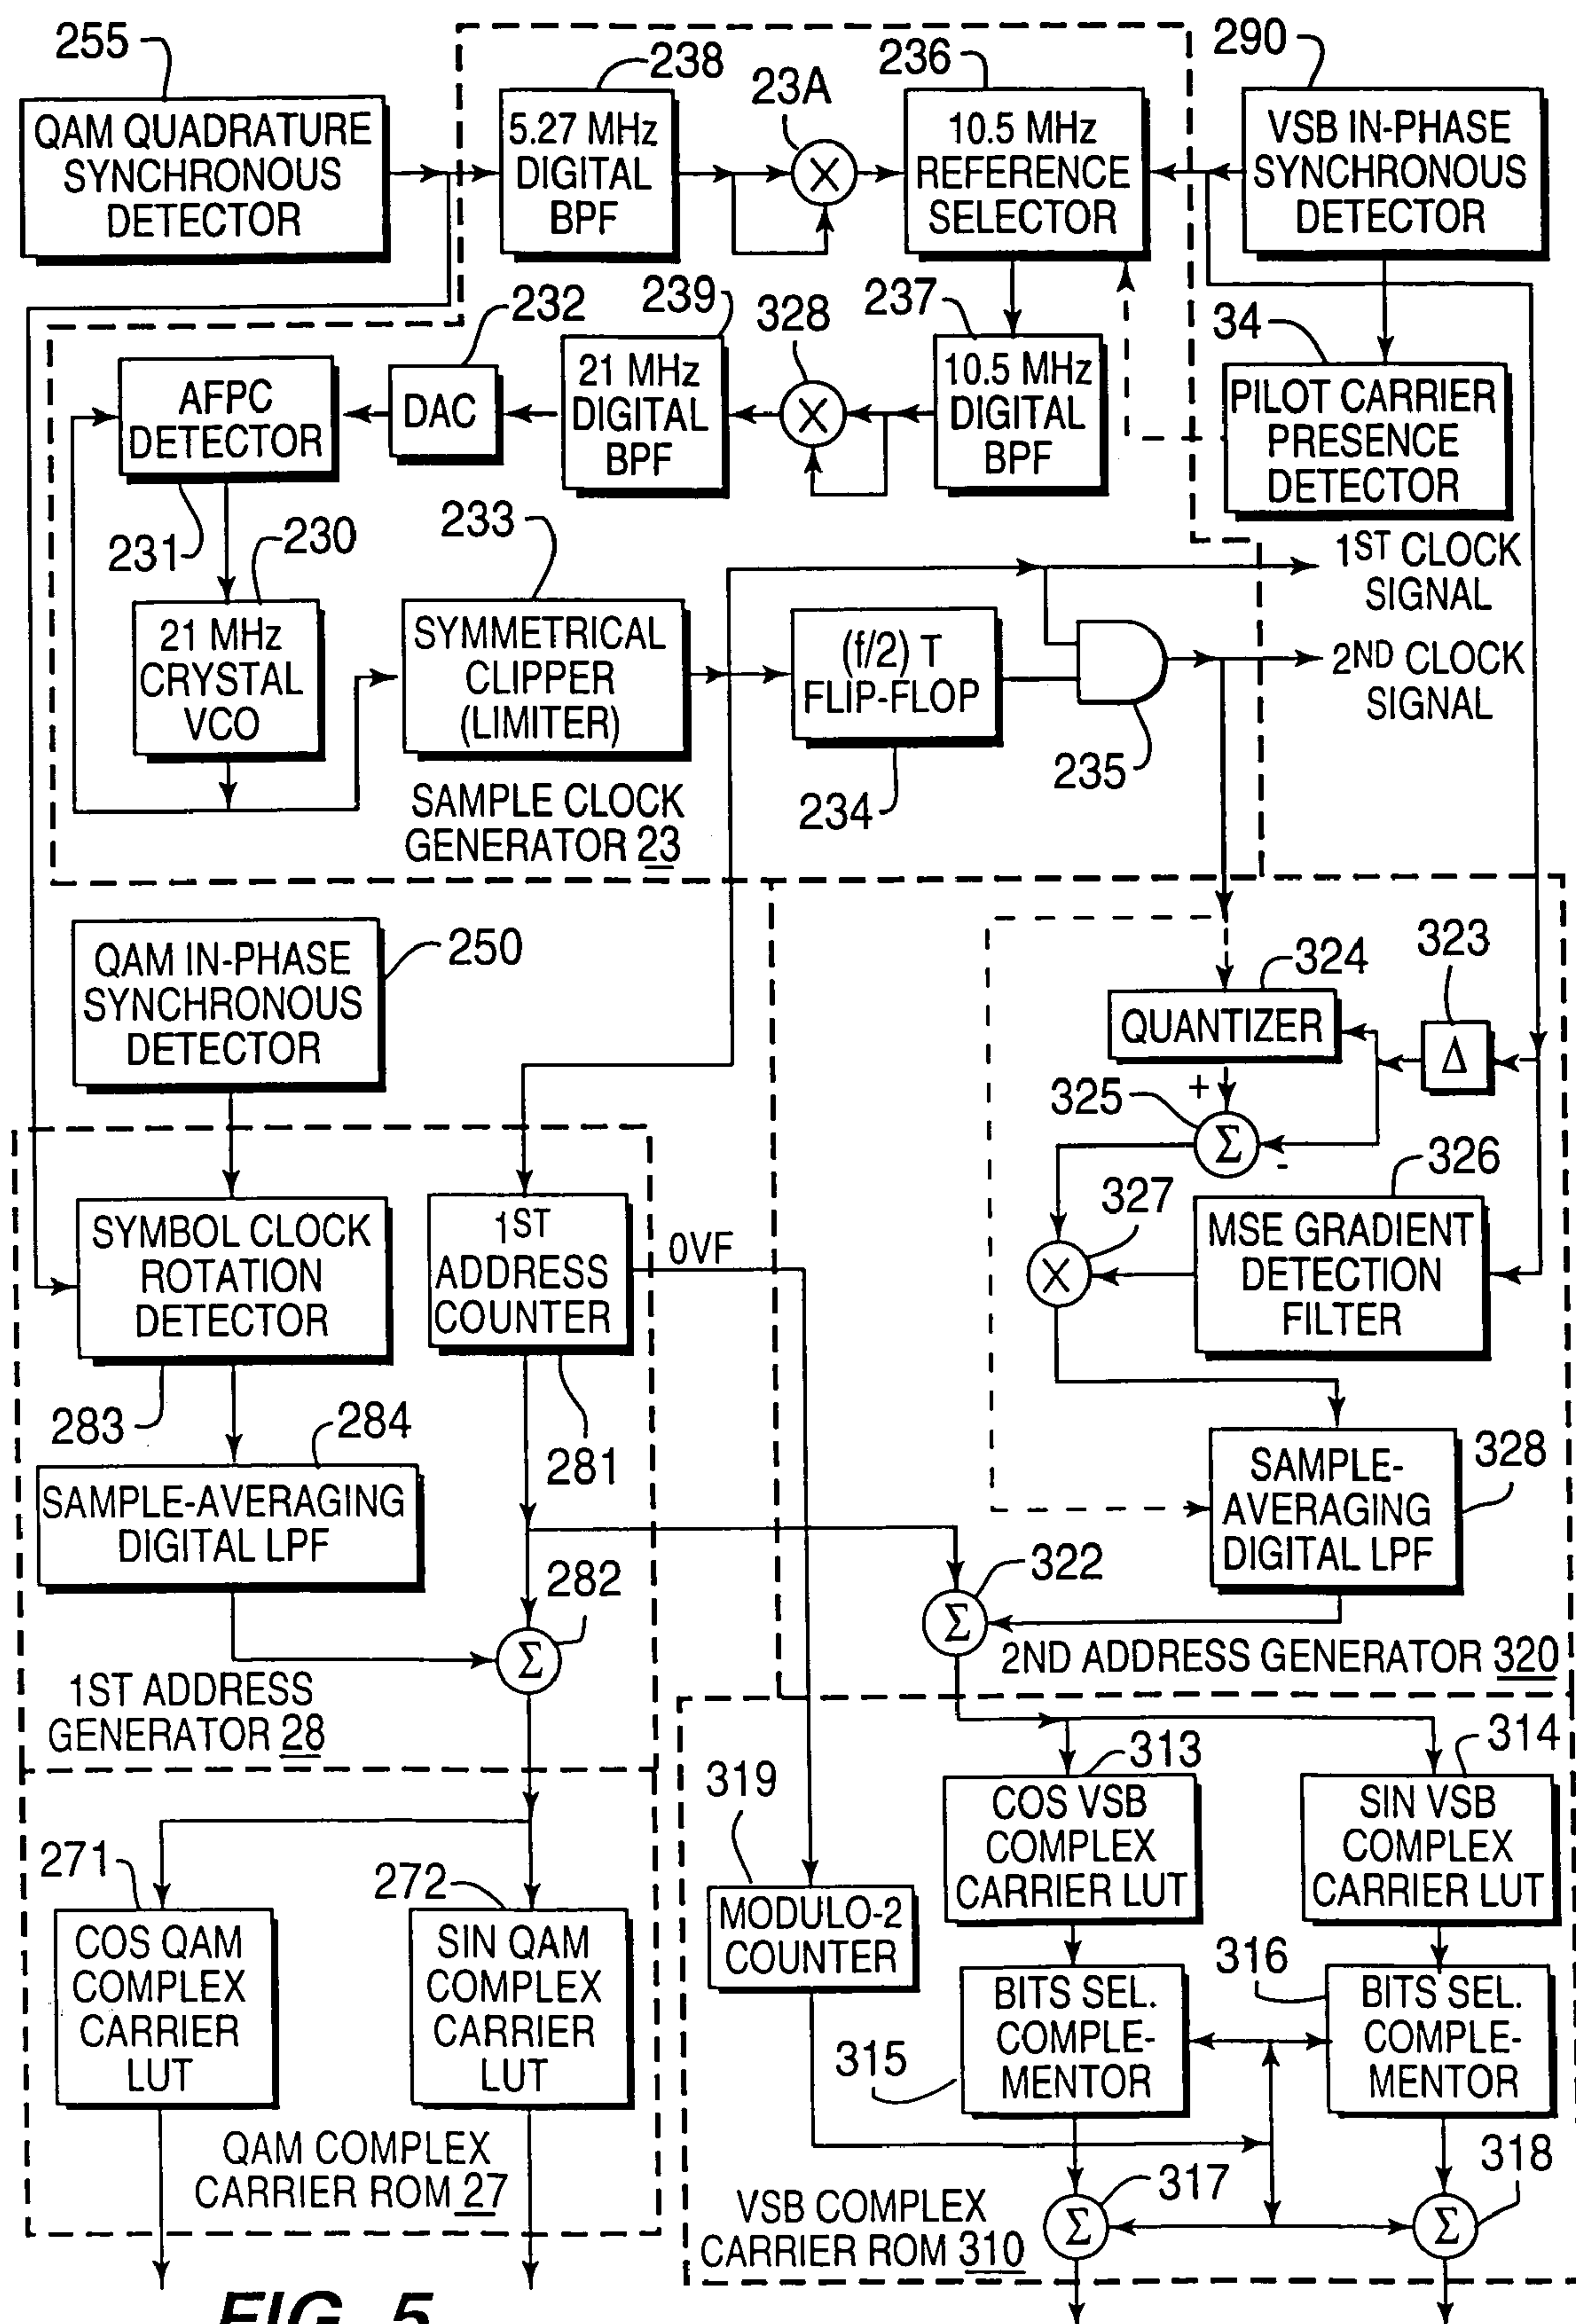 255
238
23A
236
290
QAM QUADRATURE
SYNCHRONOUS
DETECTOR
5.27 MHz
DIGITAL
BPF
X
10.5 MHz
REFERENCE
SELECTOR
VSB IN-PHASE
SYNCHRONOUS
DETECTOR
232
239
328
237
34
AFPC
DETECTOR
DAC
21 MHz
DIGITAL
BPF
X
10.5 MHz
DIGITAL
BPF
PILOT CARRIER
PRESENCE
DETECTOR
231
230
233
1ST CLOCK
SIGNAL
21 MHz
CRYSTAL
VCO
SYMMETRICAL
CLIPPER
(LIMITER)
(f/2) T
FLIP-FLOP
2ND CLOCK
SIGNAL
235
234
SAMPLE CLOCK
GENERATOR 23
250
QAM IN-PHASE
SYNCHRONOUS
DETECTOR
324
323
QUANTIZER
Δ
325
+
Σ
-
326
327
SYMBOL CLOCK
ROTATION
DETECTOR
1ST
ADDRESS
COUNTER
0VF
X
MSE GRADIENT
DETECTION
FILTER
283
284
281
328
SAMPLE-AVERAGING
DIGITAL LPF
SAMPLE-
AVERAGING
DIGITAL LPF
282
322
Σ
Σ
1ST ADDRESS
GENERATOR 28
2ND ADDRESS GENERATOR 320
319
313
314
COS VSB
COMPLEX
CARRIER LUT
SIN VSB
COMPLEX
CARRIER LUT
271
272
COS QAM
COMPLEX
CARRIER
LUT
SIN QAM
COMPLEX
CARRIER
LUT
MODULO-2
COUNTER
316
BITS SEL.
COMPLE-
MENTOR
BITS SEL.
COMPLE-
MENTOR
315
QAM COMPLEX
CARRIER ROM 27
317
318
Σ
Σ
VSB COMPLEX
CARRIER ROM 310
FIG. 5